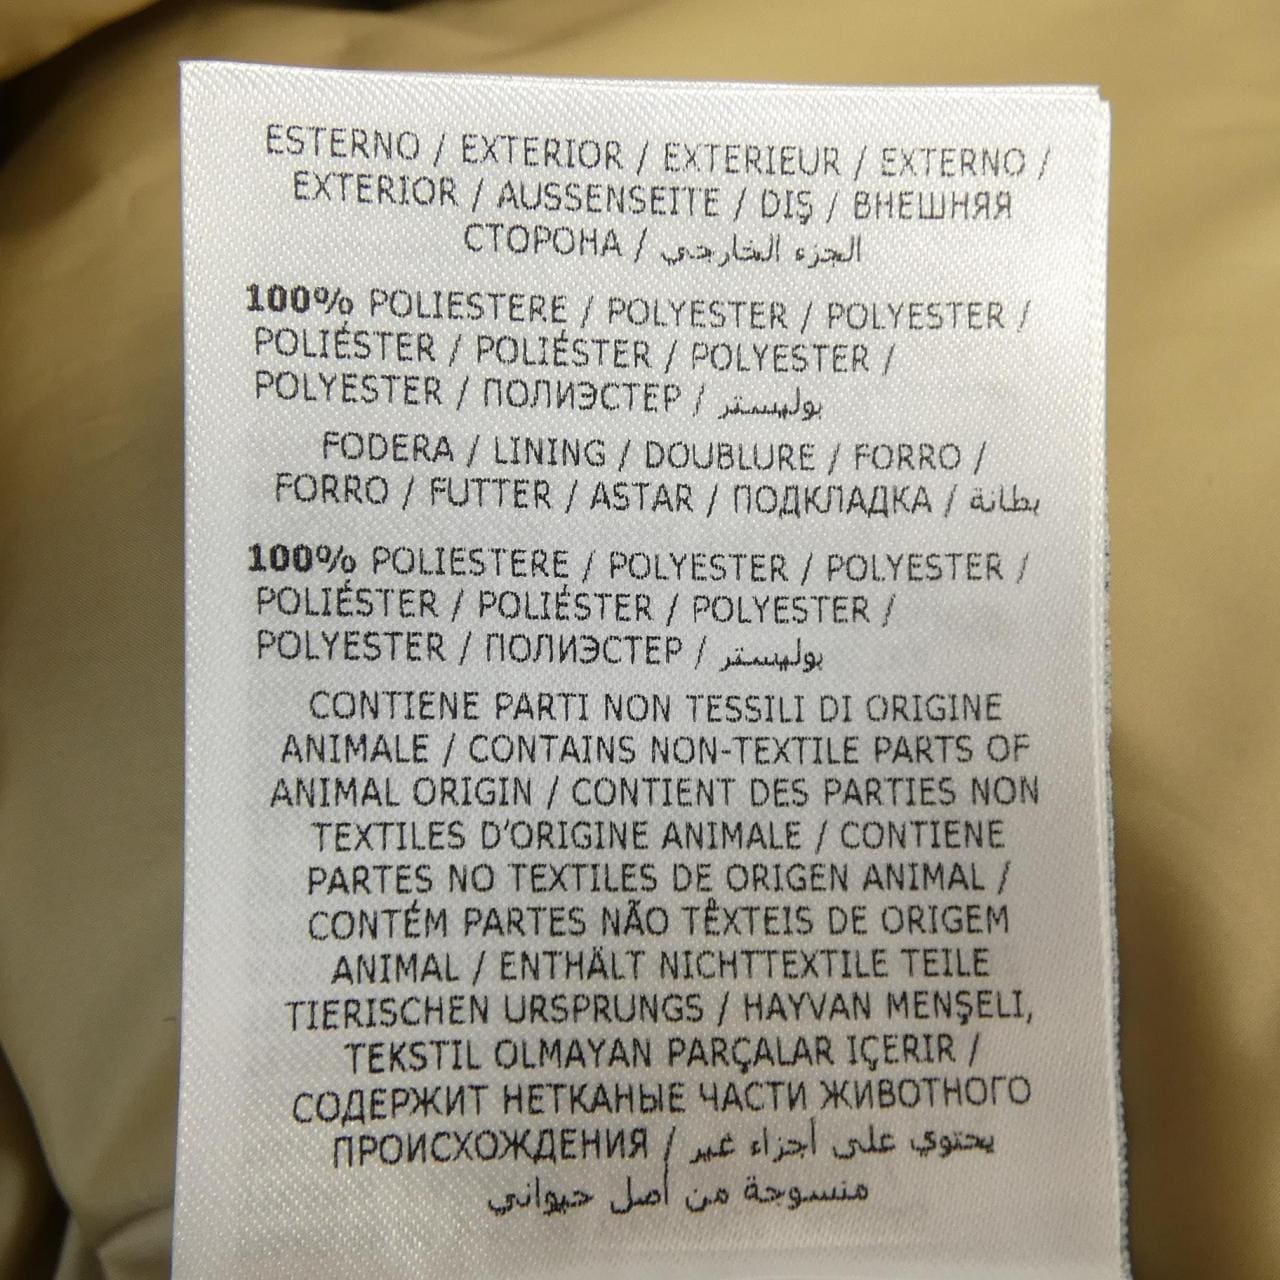 ESTERNO / EXTERIOR / EXTERIEUR / EXTERNO /
EXTERIOR / AUSSENSEITE / DIŞ / ВНЕШНЯЯ
СТОРОНА / الجزء الخارجي
100% POLIESTERE / POLYESTER / POLYESTER /
POLIÉSTER / POLIÉSTER / POLYESTER /
POLYESTER / ПОЛИЭСТЕР / بوليستر
FODERA / LINING / DOUBLURE / FORRO /
FORRO / FUTTER / ASTAR / ПОДКЛАДКА / بطانة
100% POLIESTERE / POLYESTER / POLYESTER /
POLIÉSTER / POLIÉSTER / POLYESTER /
POLYESTER / ПОЛИЭСТЕР / بوليستر
CONTIENE PARTI NON TESSILI DI ORIGINE
ANIMALE / CONTAINS NON-TEXTILE PARTS OF
ANIMAL ORIGIN / CONTIENT DES PARTIES NON
TEXTILES D'ORIGINE ANIMALE / CONTIENE
PARTES NO TEXTILES DE ORIGEN ANIMAL /
CONTÉM PARTES NÃO TÊXTEIS DE ORIGEM
ANIMAL / ENTHÄLT NICHTTEXTILE TEILE
TIERISCHEN URSPRUNGS / HAYVAN MENŞELI,
TEKSTIL OLMAYAN PARÇALAR IÇERIR /
СОДЕРЖИТ НЕТКАНЫЕ ЧАСТИ ЖИВОТНОГО
ПРОИСХОЖДЕНИЯ / يحتوي على أجزاء غير
منسوجة من أصل حيواني